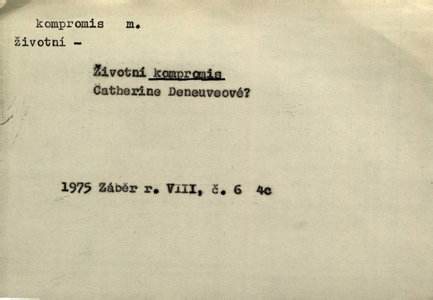 kompromis m.
životní –
Životní kompromis
Catherine Deneuveové?
1975 Záběr r. VIII, č. 6 4c